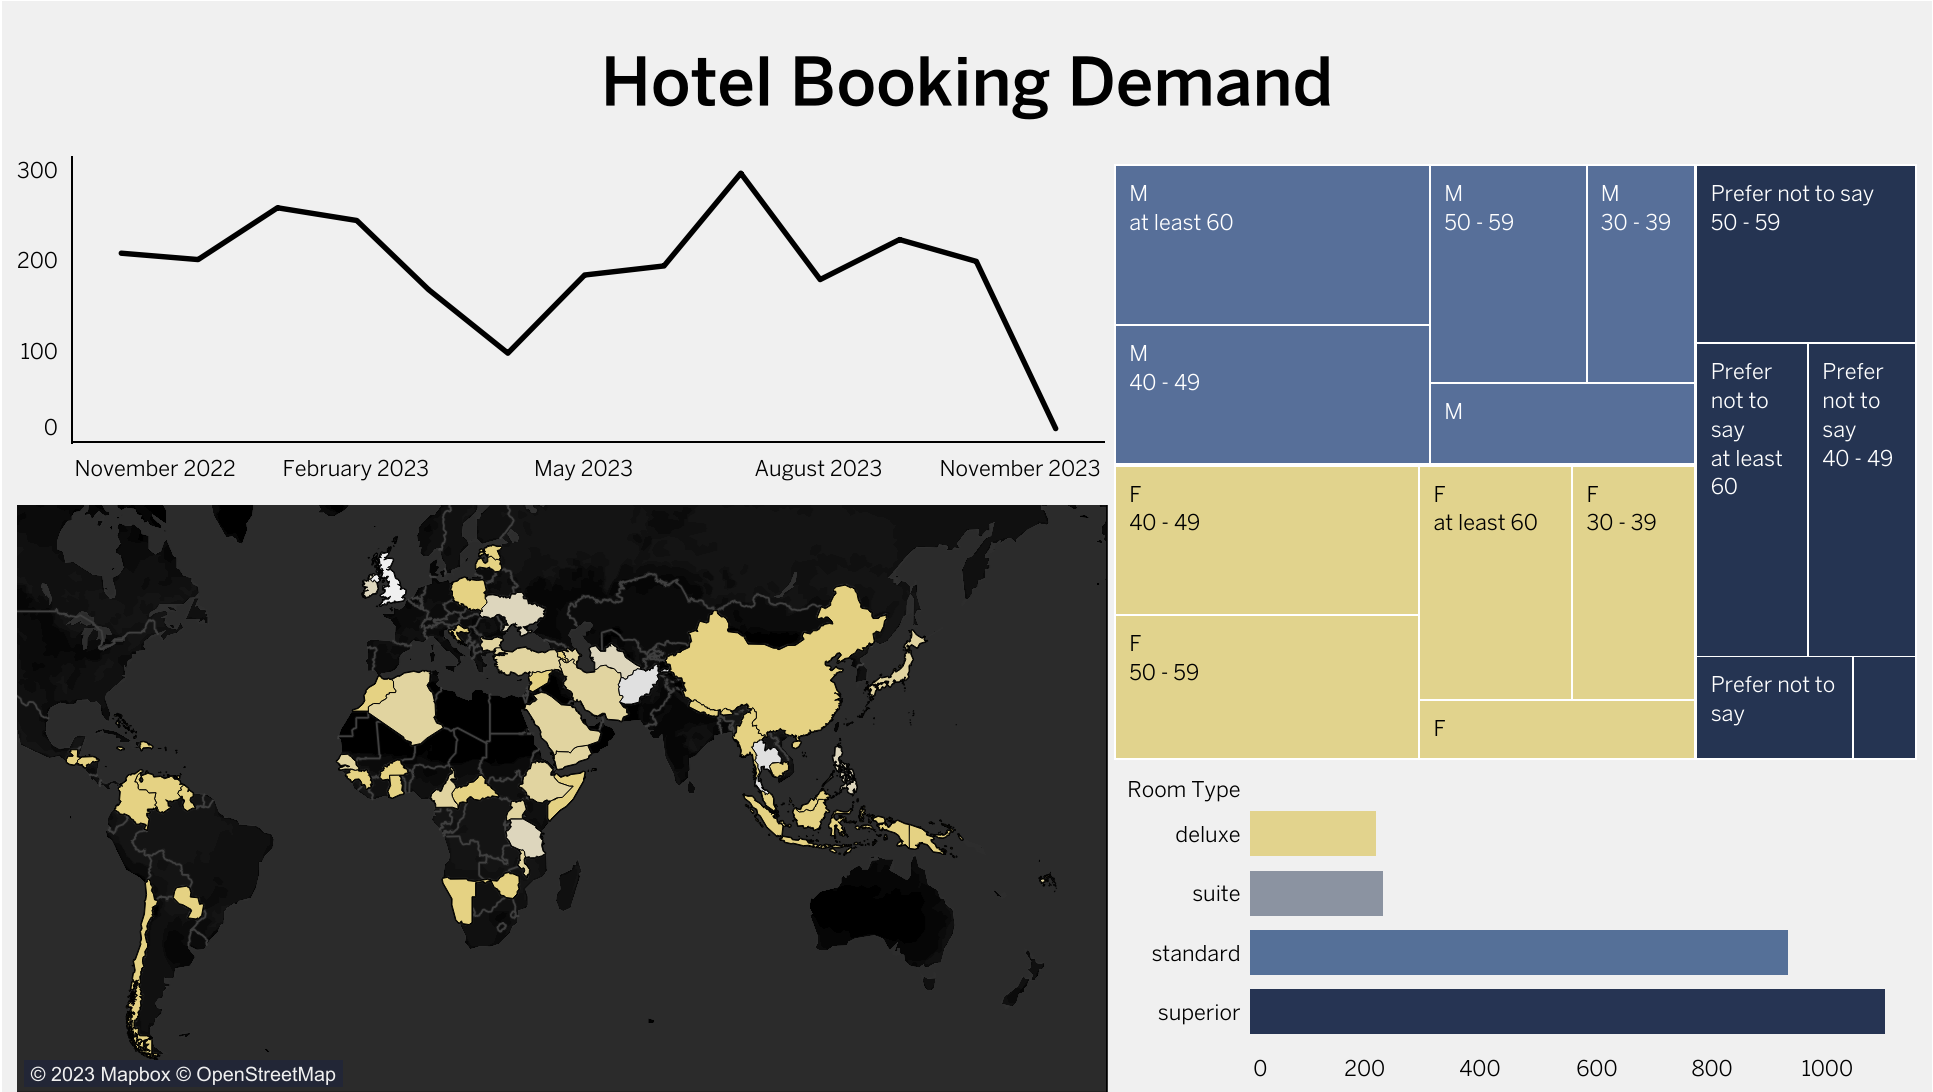 Hotel Booking Demand
300
200
100
0
November 2022
February 2023
May 2023
August 2023
November 2023
M
at least 60
M
50 - 59
M
30 - 39
Prefer not to say
50 - 59
M
40 - 49
M
Prefer
not to
say
at least
60
Prefer
not to
say
40 - 49
F
40 - 49
F
at least 60
F
30 - 39
F
50 - 59
F
Prefer not to
say
Room Type
deluxe
suite
standard
superior
0
200
400
600
800
1000
© 2023 Mapbox © OpenStreetMap